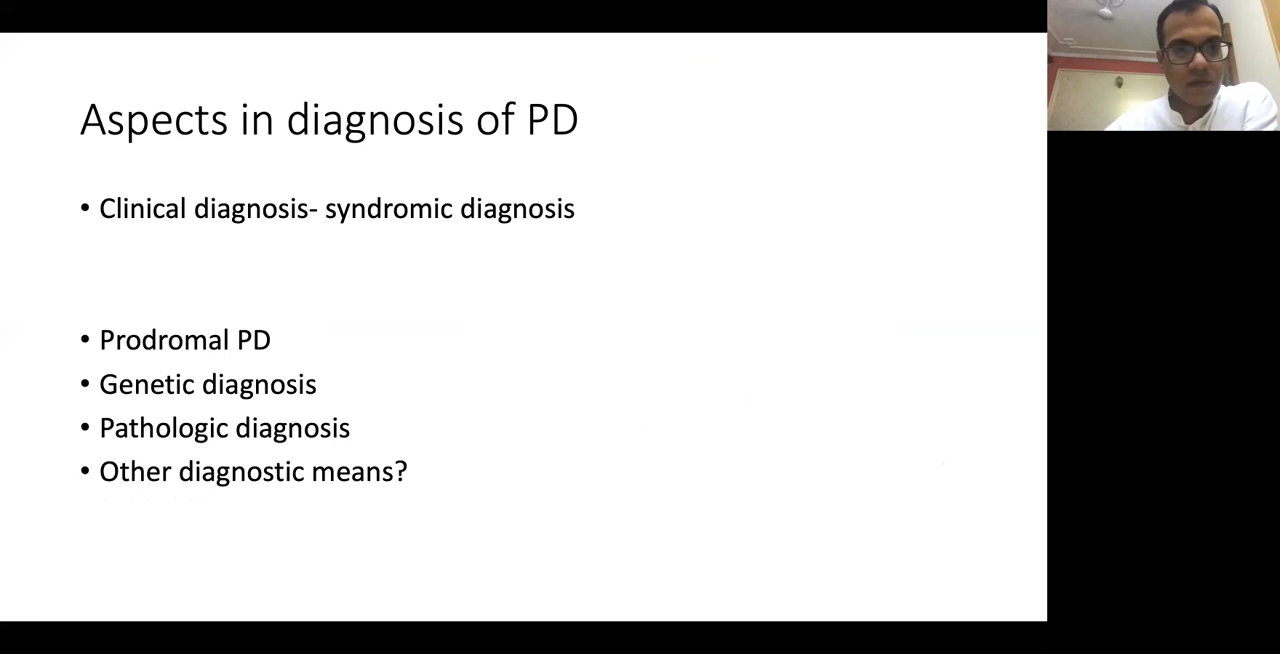 Aspects in diagnosis of PD
• Clinical diagnosis- syndromic diagnosis
• Prodromal PD
• Genetic diagnosis
• Pathologic diagnosis
• Other diagnostic means?